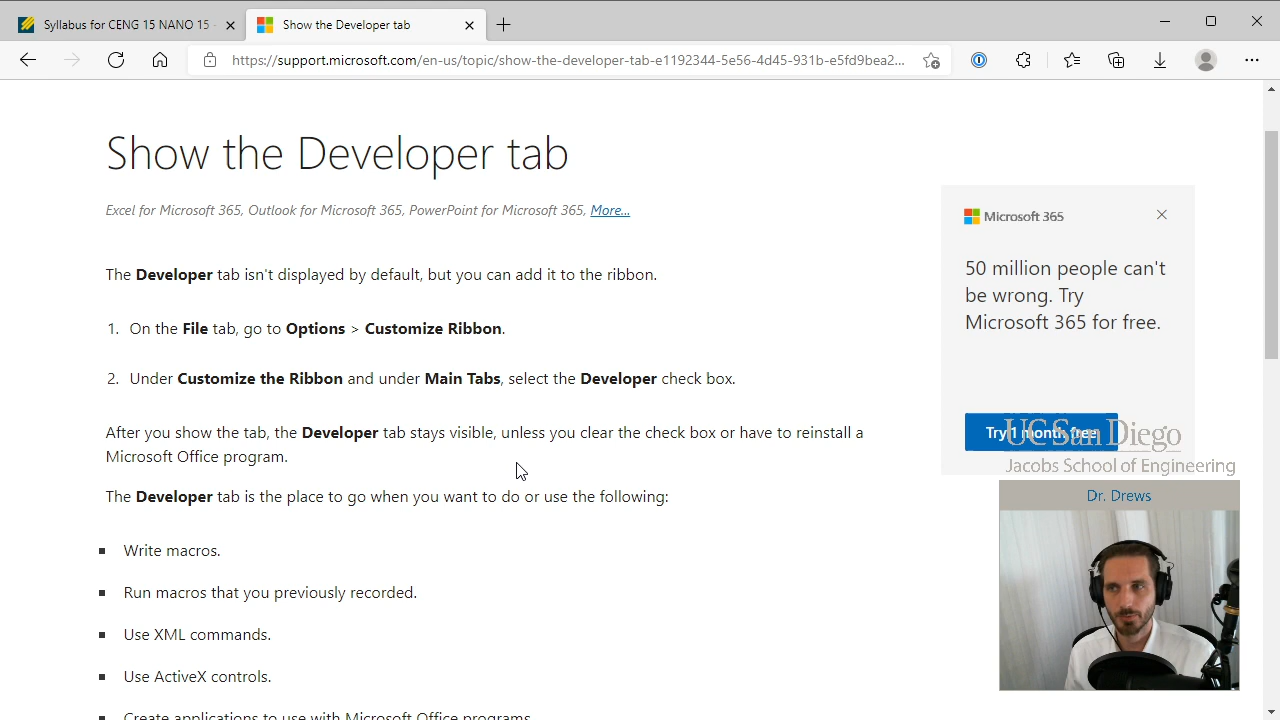 Syllabus for CENG 15 NANO 15
Show the Developer tab
https://support.microsoft.com/en-us/topic/show-the-developer-tab-e1192344-5e56-4d45-931b-e5fd9bea2...
Show the Developer tab
Excel for Microsoft 365, Outlook for Microsoft 365, PowerPoint for Microsoft 365, More...
The Developer tab isn't displayed by default, but you can add it to the ribbon.
1. On the File tab, go to Options > Customize Ribbon.
2. Under Customize the Ribbon and under Main Tabs, select the Developer check box.
After you show the tab, the Developer tab stays visible, unless you clear the check box or have to reinstall a
Microsoft Office program.
The Developer tab is the place to go when you want to do or use the following:
Write macros.
Run macros that you previously recorded.
Use XML commands.
Use ActiveX controls.
Create applications to use with Microsoft Office programs.
Microsoft 365
50 million people can't
be wrong. Try
Microsoft 365 for free.
Try 1 month free
UC San Diego
Jacobs School of Engineering
Dr. Drews